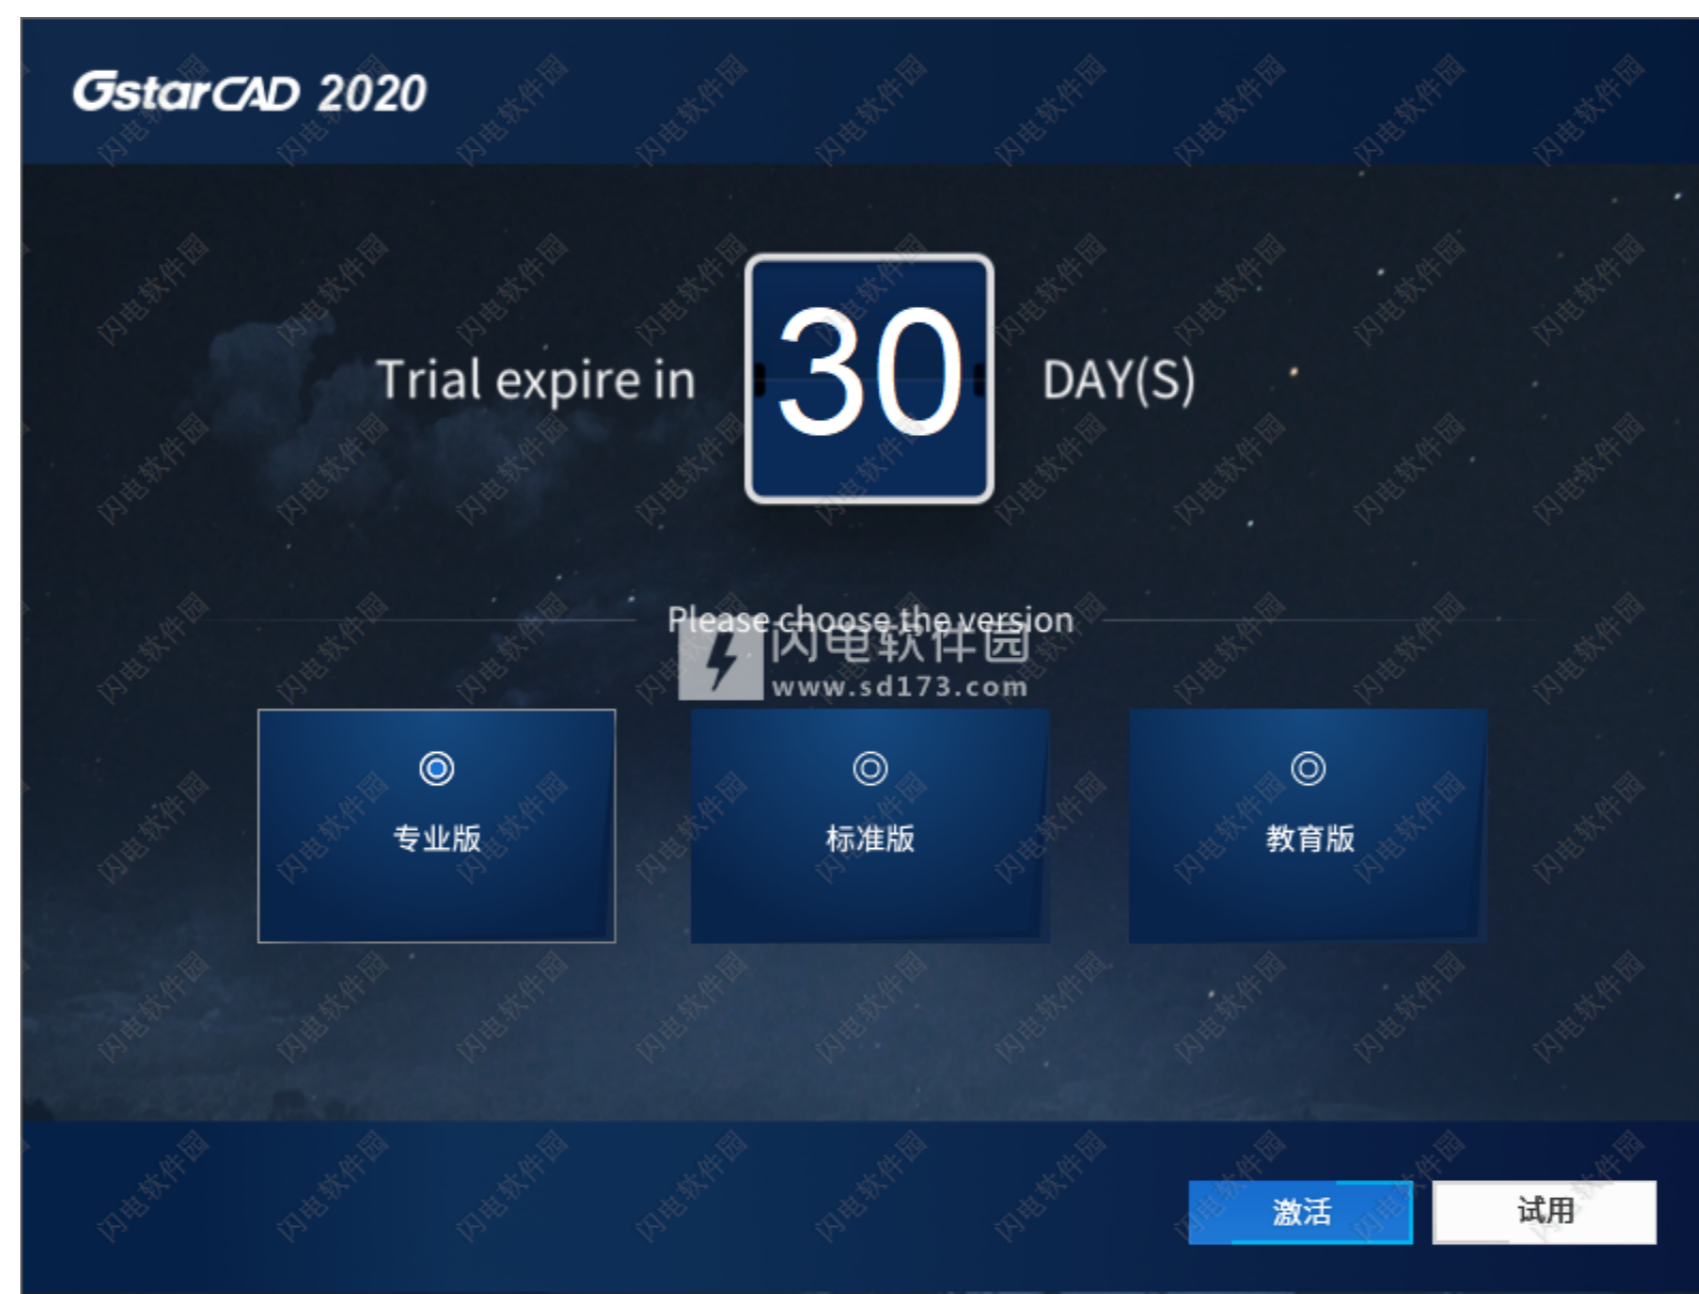 GstarCAD 2020
Trial expire in 30 DAY(S)
Please choose the version
闪电软件园
www.sd173.com
专业版 标准版 教育版
激活 试用